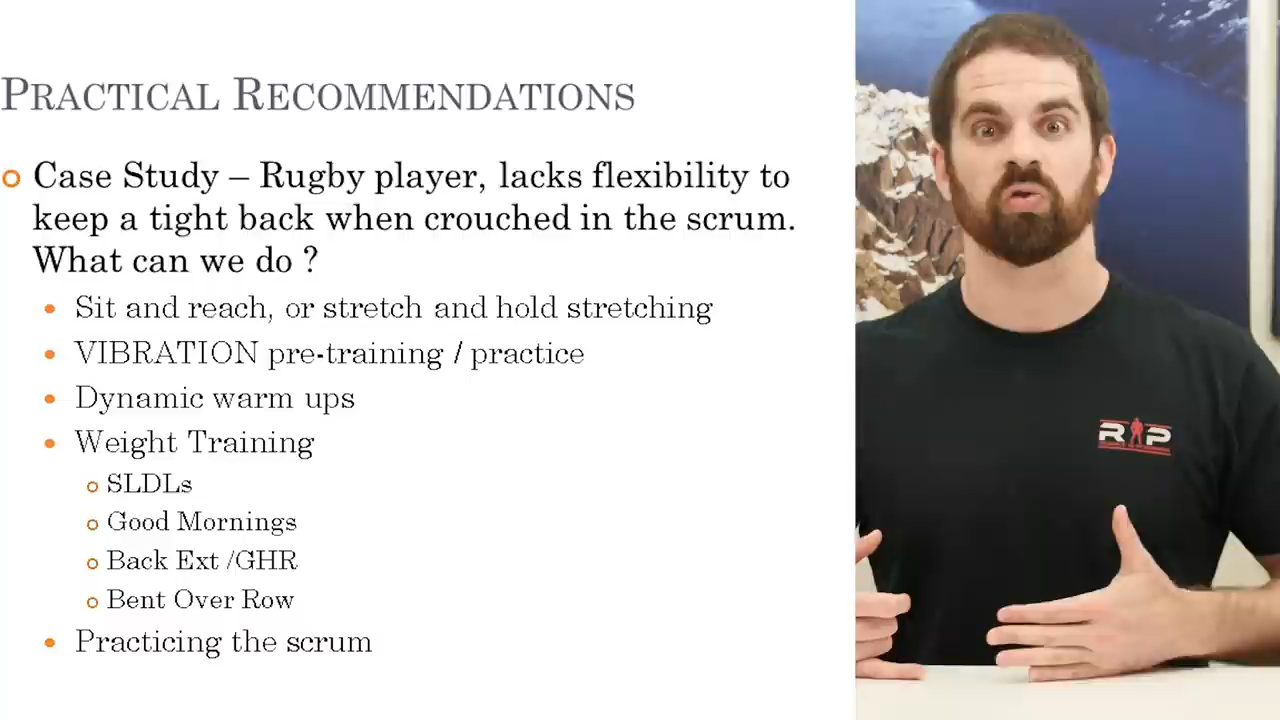 PRACTICAL RECOMMENDATIONS
Case Study – Rugby player, lacks flexibility to
keep a tight back when crouched in the scrum.
What can we do ?
Sit and reach, or stretch and hold stretching
VIBRATION pre-training / practice
Dynamic warm ups
Weight Training
SLDLs
Good Mornings
Back Ext /GHR
Bent Over Row
Practicing the scrum
RP